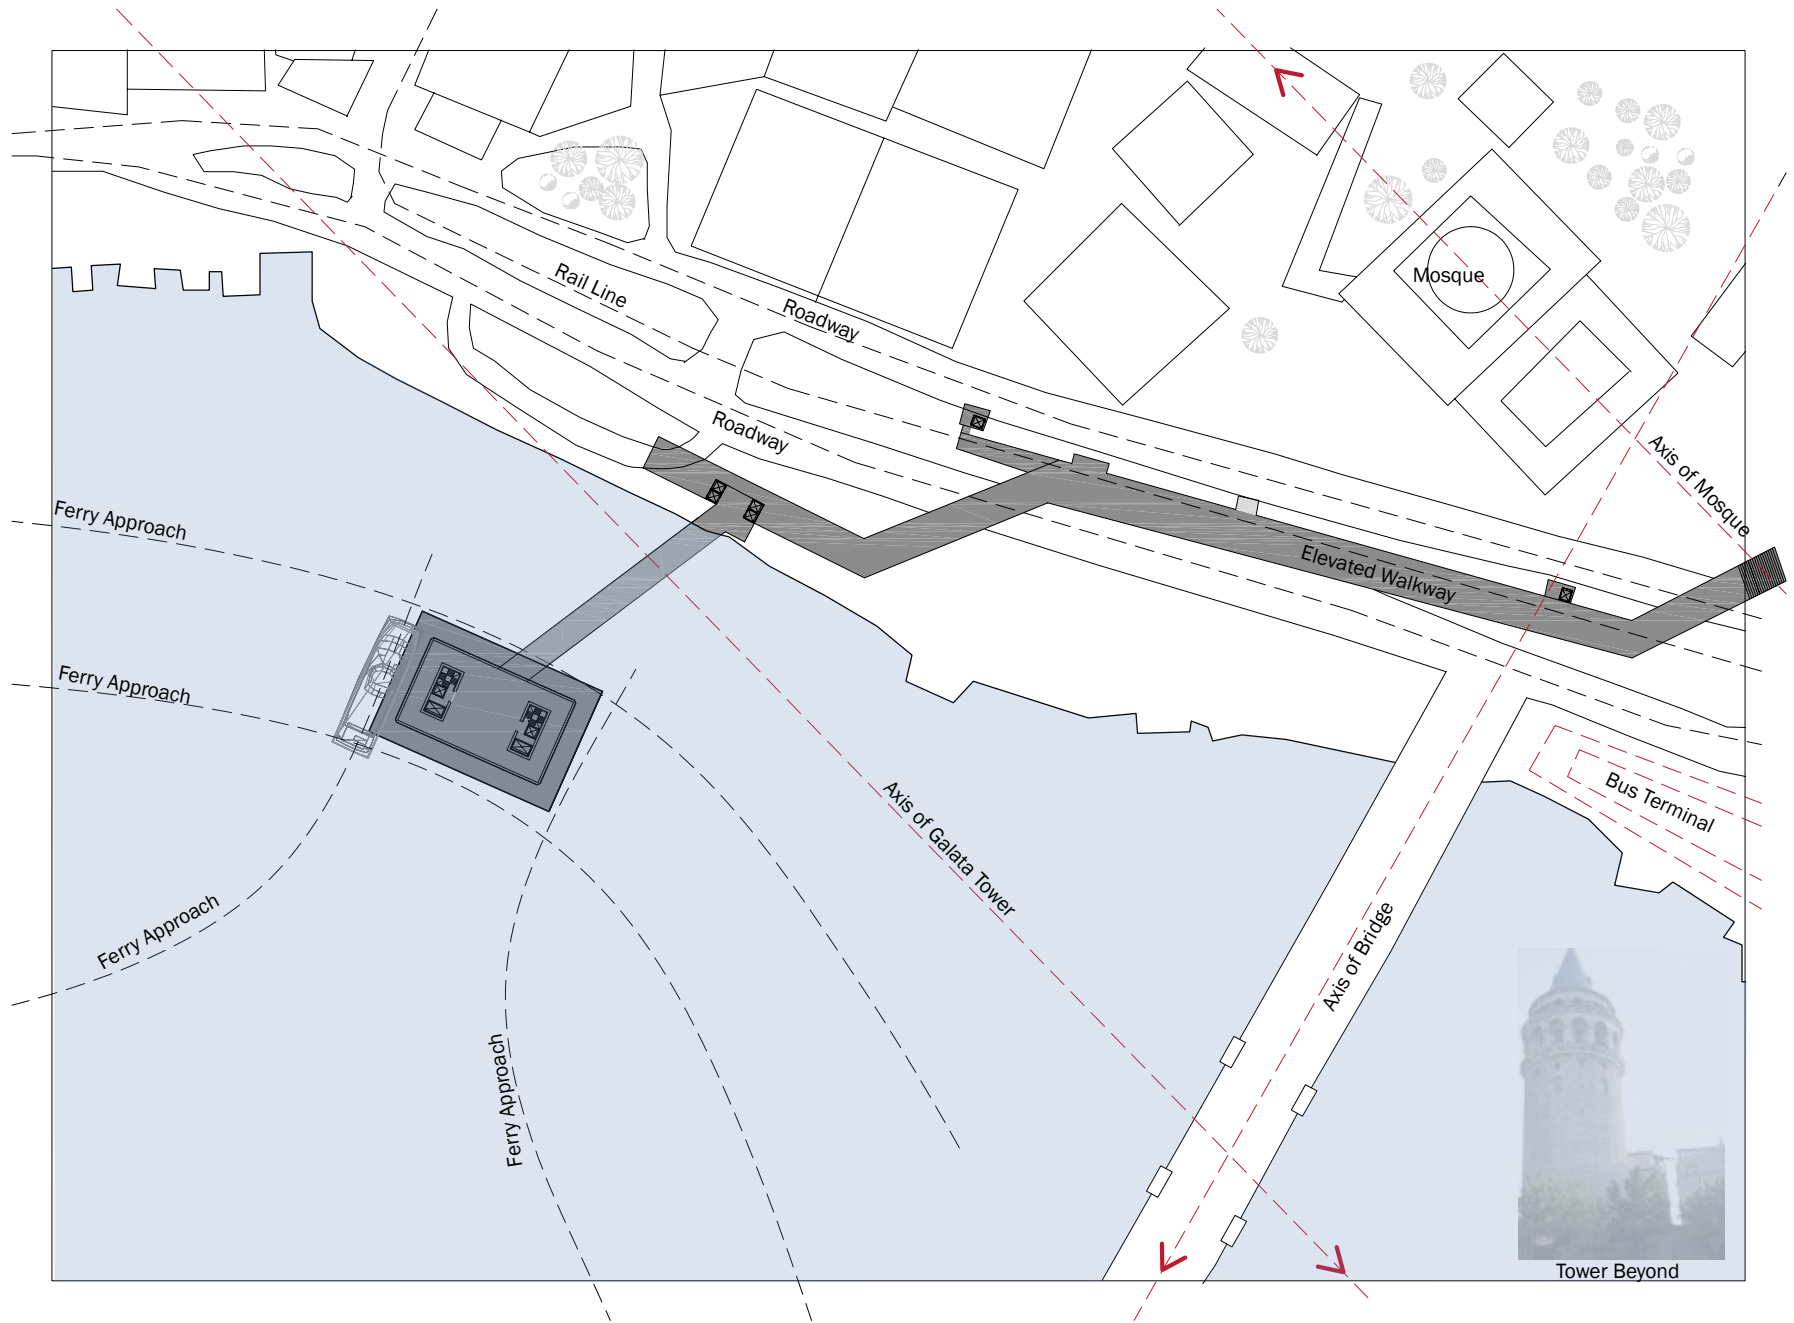 Mosque
Rail Line
Roadway
Roadway
Axis of Mosque
Ferry Approach
Elevated Walkway
Ferry Approach
Bus Terminal
Axis of Galata Tower
Ferry Approach
Axis of Bridge
Ferry Approach
Tower Beyond